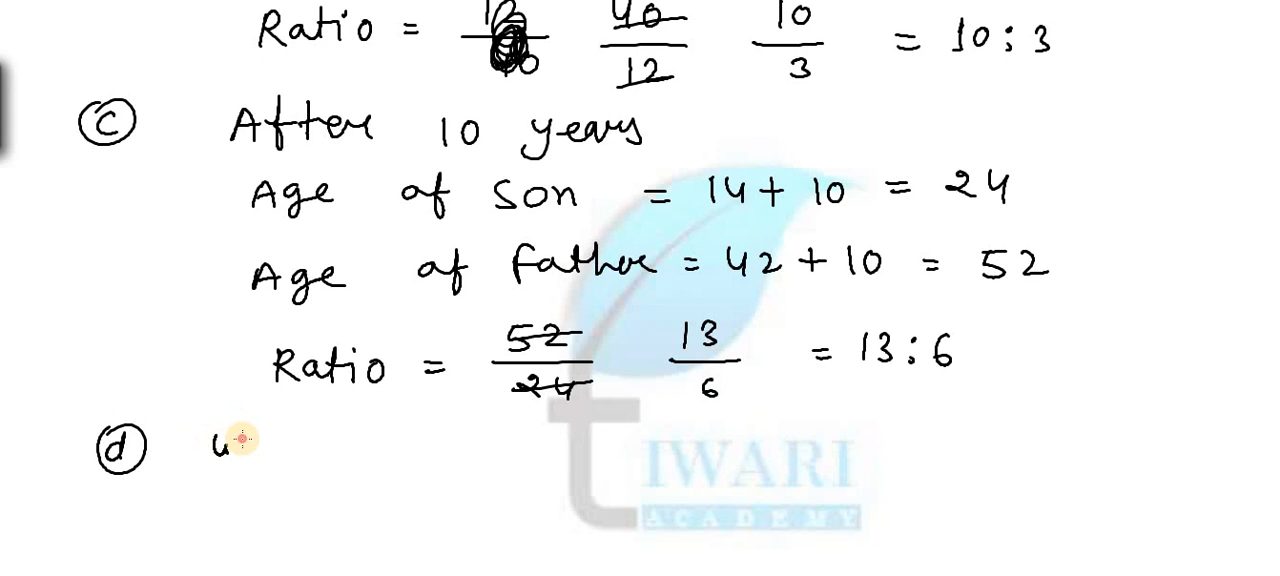 Ratio = 40/12 10/3 = 10:3
(c) After 10 years
Age of son = 14 + 10 = 24
Age of father = 42 + 10 = 52
Ratio = 52/24 13/6 = 13:6
(d)
TIWARI
ACADEMY